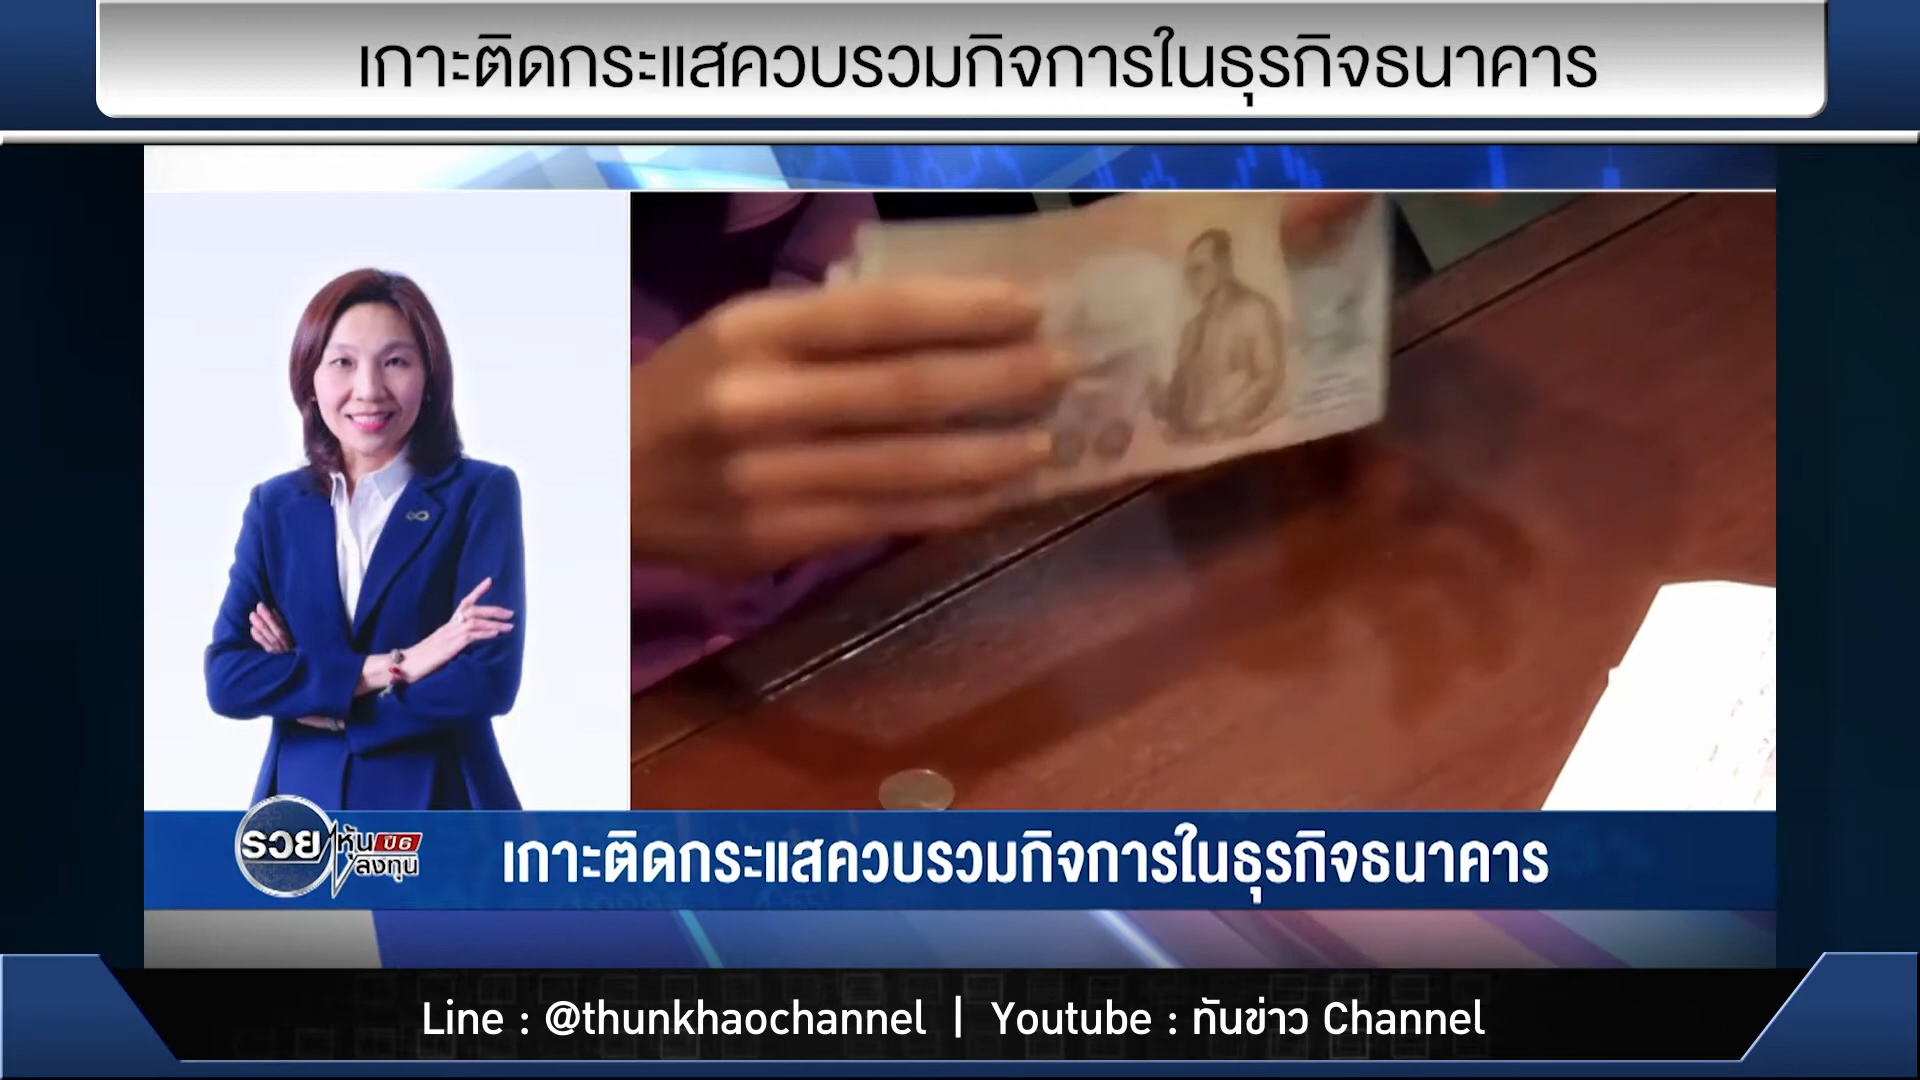 เกาะติดกระแสควบรวมกิจการในธุรกิจธนาคาร
รวย หุ้น ปี 6
ลงทุน
เกาะติดกระแสควบรวมกิจการในธุรกิจธนาคาร
Line : @thunkhaochannel | Youtube : ทันข่าว Channel